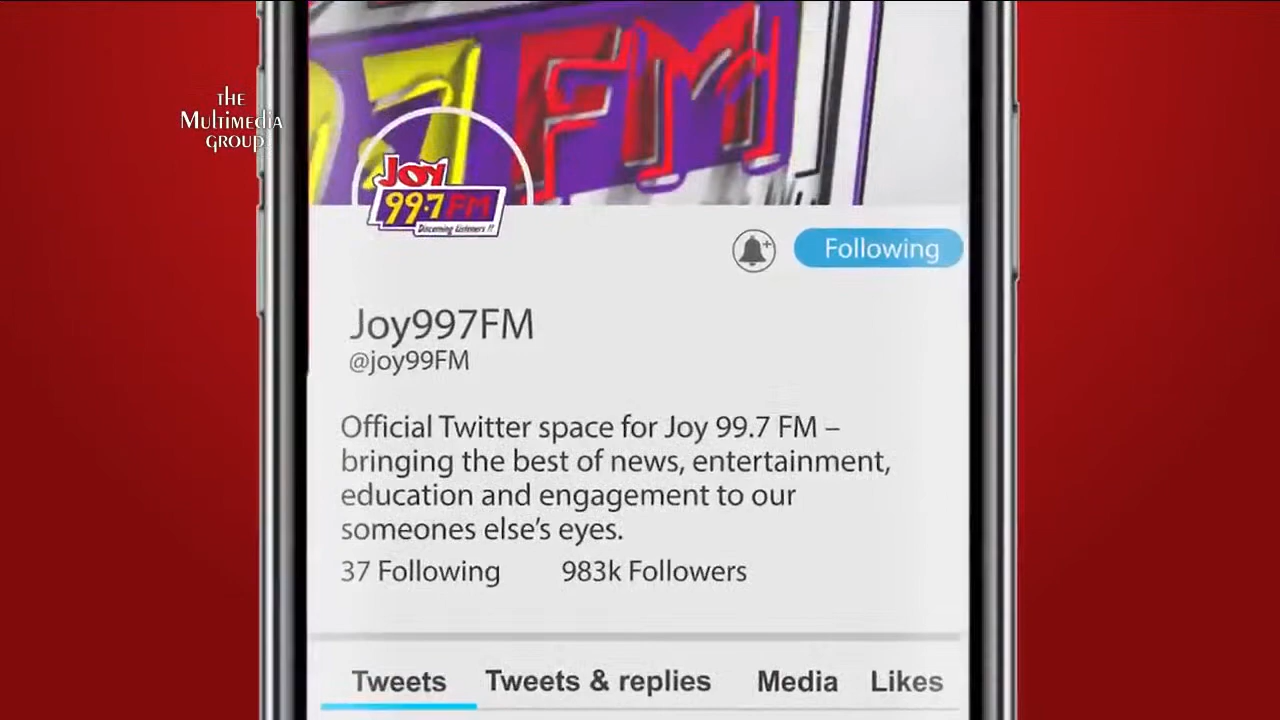 THE
Multimedia
GROUP
.7 FM
JOY
99.7 FM
Discerning Listeners !!
Following
Joy997FM
@joy99FM
Official Twitter space for Joy 99.7 FM –
bringing the best of news, entertainment,
education and engagement to our
someones else’s eyes.
37 Following 983k Followers
Tweets Tweets & replies Media Likes